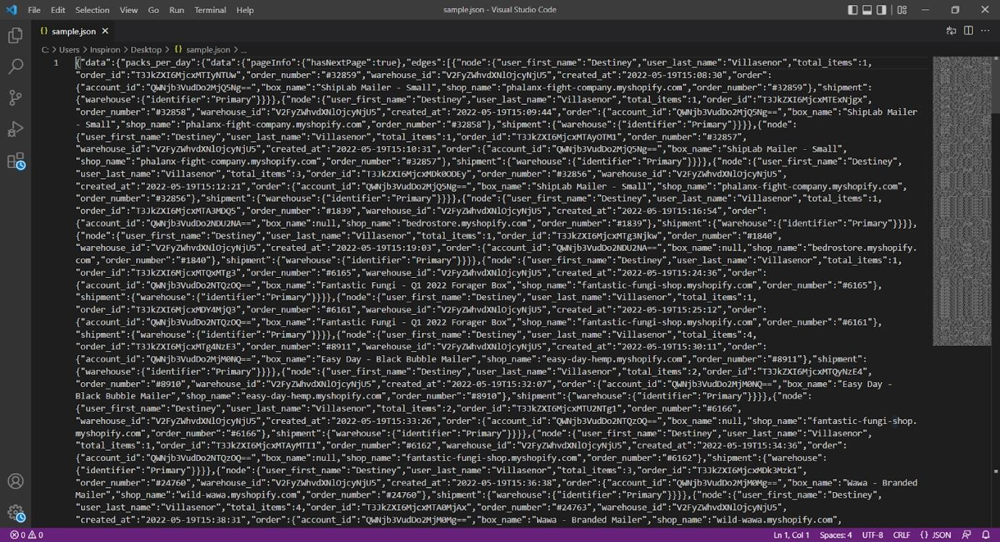 File Edit Selection View Go Run Terminal Help sample.json - Visual Studio Code
{} sample.json ×
C: > Users > Inspiron > Desktop > {} sample.json > ...
1 {"data":{"packs_per_day":{"data":{"pageInfo":{"hasNextPage":true},"edges":[{"node":{"user_first_name":"Destiney","user_last_name":"Villasenor","total_items":1,
"order_id":"T3JkZXI6MjcxMTIyNTUw","order_number":"#32859","warehouse_id":"V2FyZWhvdXNlOjcyNjU5","created_at":"2022-05-19T15:08:30","order":
{"account_id":"QWNjb3VudDo2MjQ5Ng==","box_name":"ShipLab Mailer - Small","shop_name":"phalanx-fight-company.myshopify.com","order_number":"#32859"},"shipment":
{"warehouse":{"identifier":"Primary"}}}},{"node":{"user_first_name":"Destiney","user_last_name":"Villasenor","total_items":1,"order_id":"T3JkZXI6MjcxMTExNjgx",
"order_number":"#32858","warehouse_id":"V2FyZWhvdXNlOjcyNjU5","created_at":"2022-05-19T15:09:44","order":{"account_id":"QWNjb3VudDo2MjQ5Ng==","box_name":"ShipLab Mailer
- Small","shop_name":"phalanx-fight-company.myshopify.com","order_number":"#32858"},"shipment":{"warehouse":{"identifier":"Primary"}}}},{"node":
{"user_first_name":"Destiney","user_last_name":"Villasenor","total_items":1,"order_id":"T3JkZXI6MjcxMTAyOTM1","order_number":"#32857",
"warehouse_id":"V2FyZWhvdXNlOjcyNjU5","created_at":"2022-05-19T15:10:31","order":{"account_id":"QWNjb3VudDo2MjQ5Ng==","box_name":"ShipLab Mailer - Small",
"shop_name":"phalanx-fight-company.myshopify.com","order_number":"#32857"},"shipment":{"warehouse":{"identifier":"Primary"}}}},{"node":{"user_first_name":"Destiney",
"user_last_name":"Villasenor","total_items":3,"order_id":"T3JkZXI6MjcxMDk0ODEy","order_number":"#32856","warehouse_id":"V2FyZWhvdXNlOjcyNjU5",
"created_at":"2022-05-19T15:12:21","order":{"account_id":"QWNjb3VudDo2MjQ5Ng==","box_name":"ShipLab Mailer - Small","shop_name":"phalanx-fight-company.myshopify.com",
"order_number":"#32856"},"shipment":{"warehouse":{"identifier":"Primary"}}}},{"node":{"user_first_name":"Destiney","user_last_name":"Villasenor","total_items":1,
"order_id":"T3JkZXI6MjcxMTA3MDQ5","order_number":"#1839","warehouse_id":"V2FyZWhvdXNlOjcyNjU5","created_at":"2022-05-19T15:16:54","order":
{"account_id":"QWNjb3VudDo2NDU2NA==","box_name":null,"shop_name":"bedrostore.myshopify.com","order_number":"#1839"},"shipment":{"warehouse":{"identifier":"Primary"}}}},
{"node":{"user_first_name":"Destiney","user_last_name":"Villasenor","total_items":1,"order_id":"T3JkZXI6MjcxMTg3Njkw","order_number":"#1840",
"warehouse_id":"V2FyZWhvdXNlOjcyNjU5","created_at":"2022-05-19T15:19:03","order":{"account_id":"QWNjb3VudDo2NDU2NA==","box_name":null,"shop_name":"bedrostore.myshopify.
com","order_number":"#1840"},"shipment":{"warehouse":{"identifier":"Primary"}}}},{"node":{"user_first_name":"Destiney","user_last_name":"Villasenor","total_items":1,
"order_id":"T3JkZXI6MjcxMTQxMTg3","order_number":"#6165","warehouse_id":"V2FyZWhvdXNlOjcyNjU5","created_at":"2022-05-19T15:24:36","order":
{"account_id":"QWNjb3VudDo2NTQzOQ==","box_name":"Fantastic Fungi - Q1 2022 Forager Box","shop_name":"fantastic-fungi-shop.myshopify.com","order_number":"#6165"},
"shipment":{"warehouse":{"identifier":"Primary"}}}},{"node":{"user_first_name":"Destiney","user_last_name":"Villasenor","total_items":1,
"order_id":"T3JkZXI6MjcxMDY4MjQ3","order_number":"#6161","warehouse_id":"V2FyZWhvdXNlOjcyNjU5","created_at":"2022-05-19T15:25:12","order":
{"account_id":"QWNjb3VudDo2NTQzOQ==","box_name":"Fantastic Fungi - Q1 2022 Forager Box","shop_name":"fantastic-fungi-shop.myshopify.com","order_number":"#6161"},
"shipment":{"warehouse":{"identifier":"Primary"}}}},{"node":{"user_first_name":"Destiney","user_last_name":"Villasenor","total_items":4,
"order_id":"T3JkZXI6MjcxMTg4NzE3","order_number":"#8911","warehouse_id":"V2FyZWhvdXNlOjcyNjU5","created_at":"2022-05-19T15:30:11","order":
{"account_id":"QWNjb3VudDo2MjM0NQ==","box_name":"Easy Day - Black Bubble Mailer","shop_name":"easy-day-hemp.myshopify.com","order_number":"#8911"},"shipment":
{"warehouse":{"identifier":"Primary"}}}},{"node":{"user_first_name":"Destiney","user_last_name":"Villasenor","total_items":2,"order_id":"T3JkZXI6MjcxMTQyNzE4",
"order_number":"#8910","warehouse_id":"V2FyZWhvdXNlOjcyNjU5","created_at":"2022-05-19T15:32:07","order":{"account_id":"QWNjb3VudDo2MjM0NQ==","box_name":"Easy Day -
Black Bubble Mailer","shop_name":"easy-day-hemp.myshopify.com","order_number":"#8910"},"shipment":{"warehouse":{"identifier":"Primary"}}}},{"node":
{"user_first_name":"Destiney","user_last_name":"Villasenor","total_items":2,"order_id":"T3JkZXI6MjcxMTU2NTg1","order_number":"#6166",
"warehouse_id":"V2FyZWhvdXNlOjcyNjU5","created_at":"2022-05-19T15:33:26","order":{"account_id":"QWNjb3VudDo2NTQzOQ==","box_name":null,"shop_name":"fantastic-fungi-shop.
myshopify.com","order_number":"#6166"},"shipment":{"warehouse":{"identifier":"Primary"}}}},{"node":{"user_first_name":"Destiney","user_last_name":"Villasenor",
"total_items":1,"order_id":"T3JkZXI6MjcxMTAyMTI1","order_number":"#6162","warehouse_id":"V2FyZWhvdXNlOjcyNjU5","created_at":"2022-05-19T15:34:36","order":
{"account_id":"QWNjb3VudDo2NTQzOQ==","box_name":null,"shop_name":"fantastic-fungi-shop.myshopify.com","order_number":"#6162"},"shipment":{"warehouse":
{"identifier":"Primary"}}}},{"node":{"user_first_name":"Destiney","user_last_name":"Villasenor","total_items":3,"order_id":"T3JkZXI6MjcxMDk3Mzk1",
"order_number":"#24760","warehouse_id":"V2FyZWhvdXNlOjcyNjU5","created_at":"2022-05-19T15:36:38","order":{"account_id":"QWNjb3VudDo2MjM0Mg==","box_name":"Wawa - Branded
Mailer","shop_name":"wild-wawa.myshopify.com","order_number":"#24760"},"shipment":{"warehouse":{"identifier":"Primary"}}}},{"node":{"user_first_name":"Destiney",
"user_last_name":"Villasenor","total_items":4,"order_id":"T3JkZXI6MjcxMTA0MjAx","order_number":"#24763","warehouse_id":"V2FyZWhvdXNlOjcyNjU5",
"created_at":"2022-05-19T15:38:31","order":{"account_id":"QWNjb3VudDo2MjM0Mg==","box_name":"Wawa - Branded Mailer","shop_name":"wild-wawa.myshopify.com",
0 0 Ln 1, Col 1 Spaces: 4 UTF-8 CRLF {} JSON